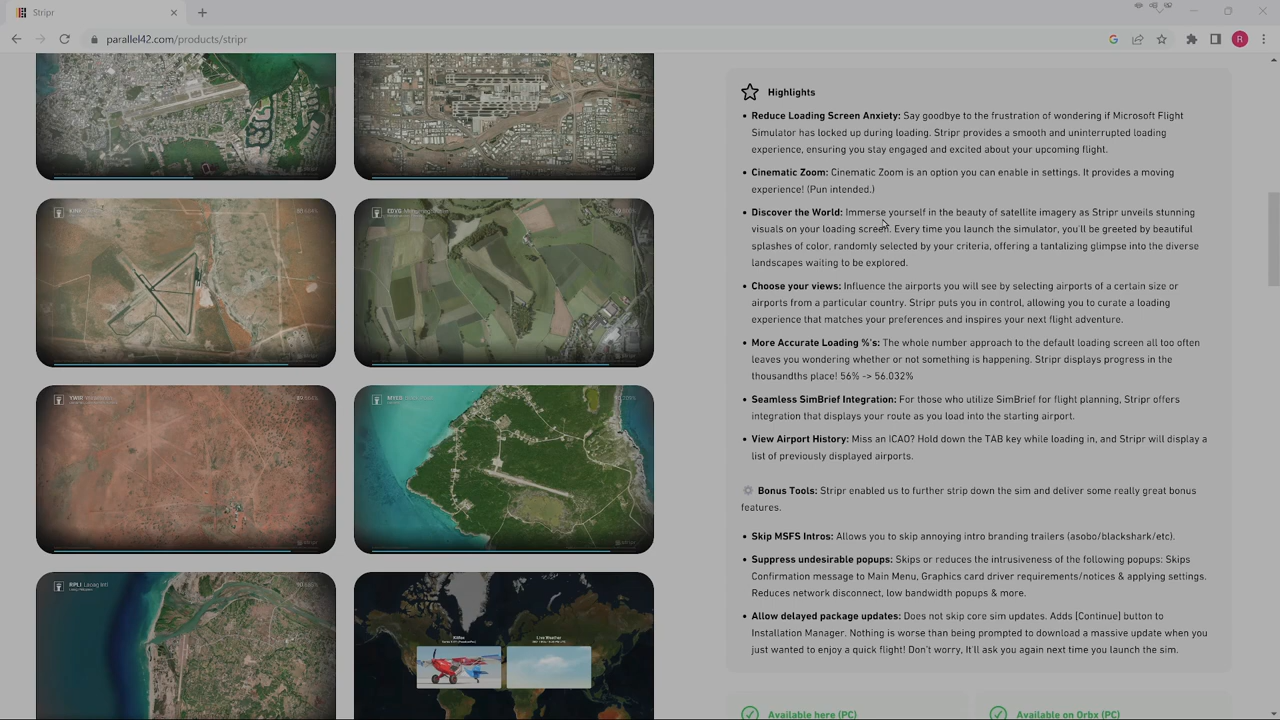 Stripr
parallel42.com/products/stripr
R
Highlights
• Reduce Loading Screen Anxiety: Say goodbye to the frustration of wondering if Microsoft Flight
Simulator has locked up during loading. Stripr provides a smooth and uninterrupted loading
experience, ensuring you stay engaged and excited about your upcoming flight.
• Cinematic Zoom: Cinematic Zoom is an option you can enable in settings. It provides a moving
experience! (Pun intended.)
• Discover the World: Immerse yourself in the beauty of satellite imagery as Stripr unveils stunning
visuals on your loading screen. Every time you launch the simulator, you'll be greeted by beautiful
splashes of color, randomly selected by your criteria, offering a tantalizing glimpse into the diverse
landscapes waiting to be explored.
• Choose your views: Influence the airports you will see by selecting airports of a certain size or
airports from a particular country. Stripr puts you in control, allowing you to curate a loading
experience that matches your preferences and inspires your next flight adventure.
• More Accurate Loading %'s: The whole number approach to the default loading screen all too often
leaves you wondering whether or not something is happening. Stripr displays progress in the
thousandths place! 56% -> 56.032%
• Seamless SimBrief Integration: For those who utilize SimBrief for flight planning, Stripr offers
integration that displays your route as you load into the starting airport.
• View Airport History: Miss an ICAO? Hold down the TAB key while loading in, and Stripr will display a
list of previously displayed airports.
Bonus Tools: Stripr enabled us to further strip down the sim and deliver some really great bonus
features.
• Skip MSFS Intros: Allows you to skip annoying intro branding trailers (asobo/blackshark/etc).
• Suppress undesirable popups: Skips or reduces the intrusiveness of the following popups: Skips
Confirmation message to Main Menu, Graphics card driver requirements/notices & applying settings.
Reduces network disconnect, low bandwidth popups & more.
• Allow delayed package updates: Does not skip core sim updates. Adds [Continue] button to
Installation Manager. Nothing is worse than being prompted to download a massive update when you
just wanted to enjoy a quick flight! Don't worry, It'll ask you again next time you launch the sim.
Available here (PC)
Available on Orbx (PC)
RPLI Laoag Intl
Live Weather